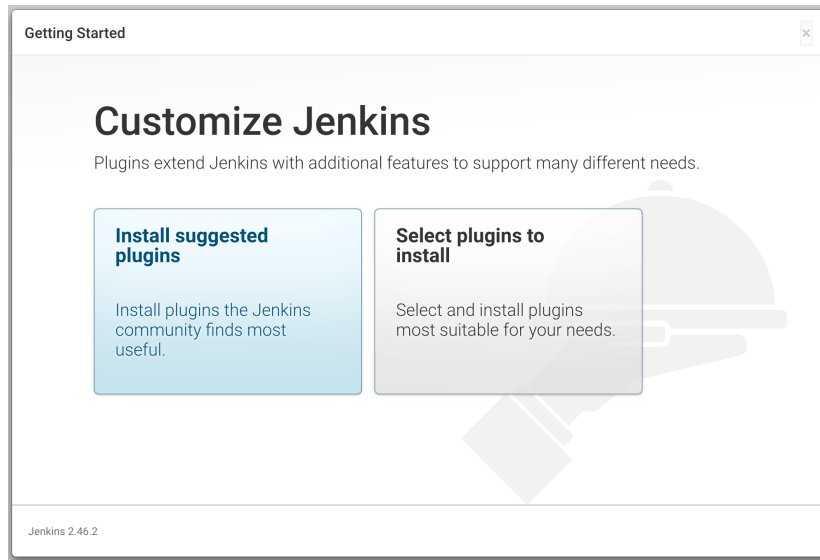 Getting Started
×
Customize Jenkins
Plugins extend Jenkins with additional features to support many different needs.
Install suggested
plugins
Install plugins the Jenkins
community finds most
useful.
Select plugins to
install
Select and install plugins
most suitable for your needs.
Jenkins 2.46.2